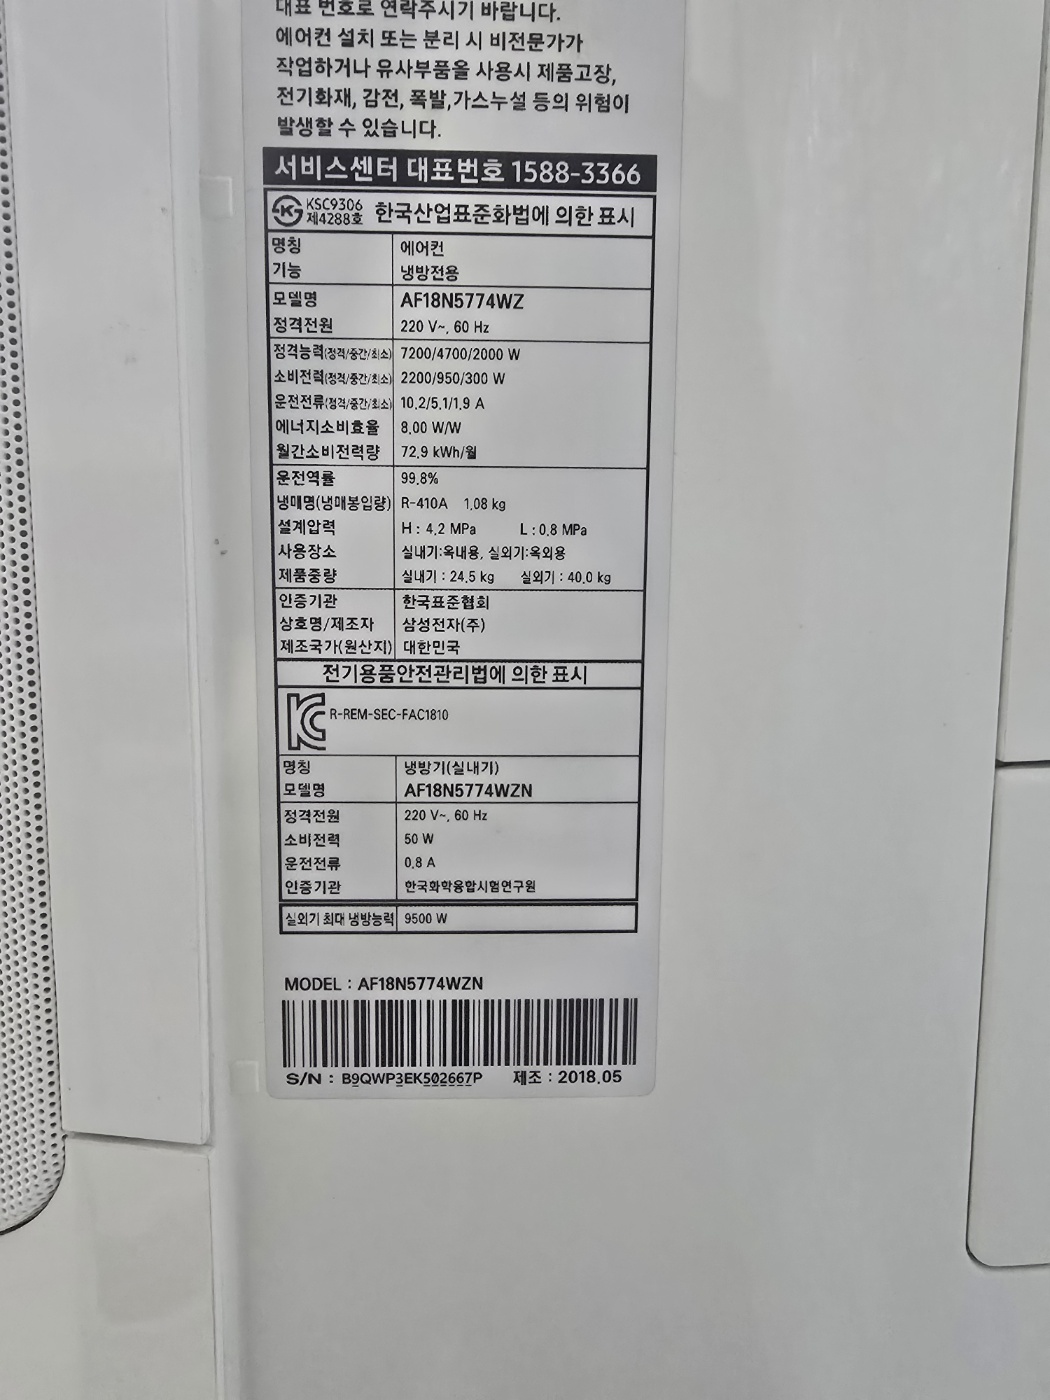 대표 번호로 연락주시기 바랍니다.
에어컨 설치 또는 분리 시 비전문가가
작업하거나 유사부품을 사용시 제품고장,
전기화재, 감전, 폭발,가스누설 등의 위험이
발생할 수 있습니다.
서비스센터 대표번호 1588-3366
KSC9306
제4288호 한국산업표준화법에 의한 표시
명칭 에어컨
기능 냉방전용
모델명 AF18N5774WZ
정격전원 220 V~, 60 Hz
정격능력(정격/중간/최소) 7200/4700/2000 W
소비전력(정격/중간/최소) 2200/950/300 W
운전전류(정격/중간/최소) 10.2/5.1/1.9 A
에너지소비효율 8.00 W/W
월간소비전력량 72.9 kWh/월
운전역률 99.8%
냉매명(냉매봉입량) R-410A 1.08 kg
설계압력 H : 4.2 MPa L : 0.8 MPa
사용장소 실내기:옥내용, 실외기:옥외용
제품중량 실내기 : 24.5 kg 실외기 : 40.0 kg
인증기관 한국표준협회
상호명/제조자 삼성전자(주)
제조국가(원산지) 대한민국
전기용품안전관리법에 의한 표시
R-REM-SEC-FAC1810
명칭 냉방기(실내기)
모델명 AF18N5774WZN
정격전원 220 V~, 60 Hz
소비전력 50 W
운전전류 0.8 A
인증기관 한국화학융합시험연구원
실외기 최대 냉방능력 9500 W
MODEL : AF18N5774WZN
S/N : B9QWP3EK502667P 제조 : 2018.05